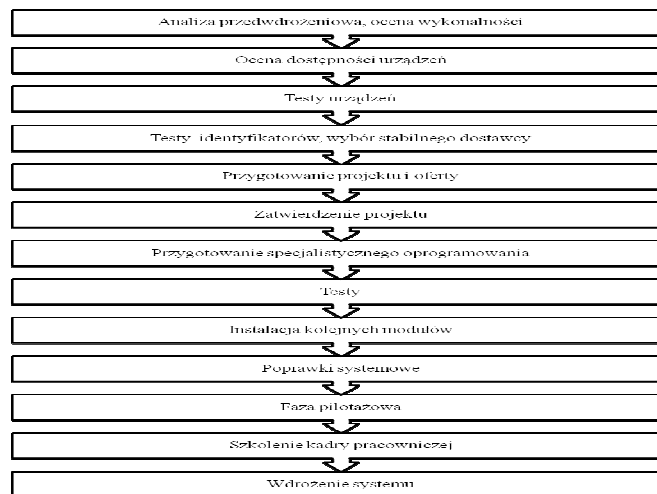 Analiza przedwdrożeniowa, ocena wykonalności
Ocena dostępności urządzeń
Testy urządzeń
Testy identyfikatorów, wybór stabilnego dostawcy
Przygotowanie projektu i oferty
Zatwierdzenie projektu
Przygotowanie specjalistycznego oprogramowania
Testy
Instalacja kolejnych modułów
Poprawki systemowe
Faza pilotażowa
Szkolenie kadry pracowniczej
Wdrożenie systemu